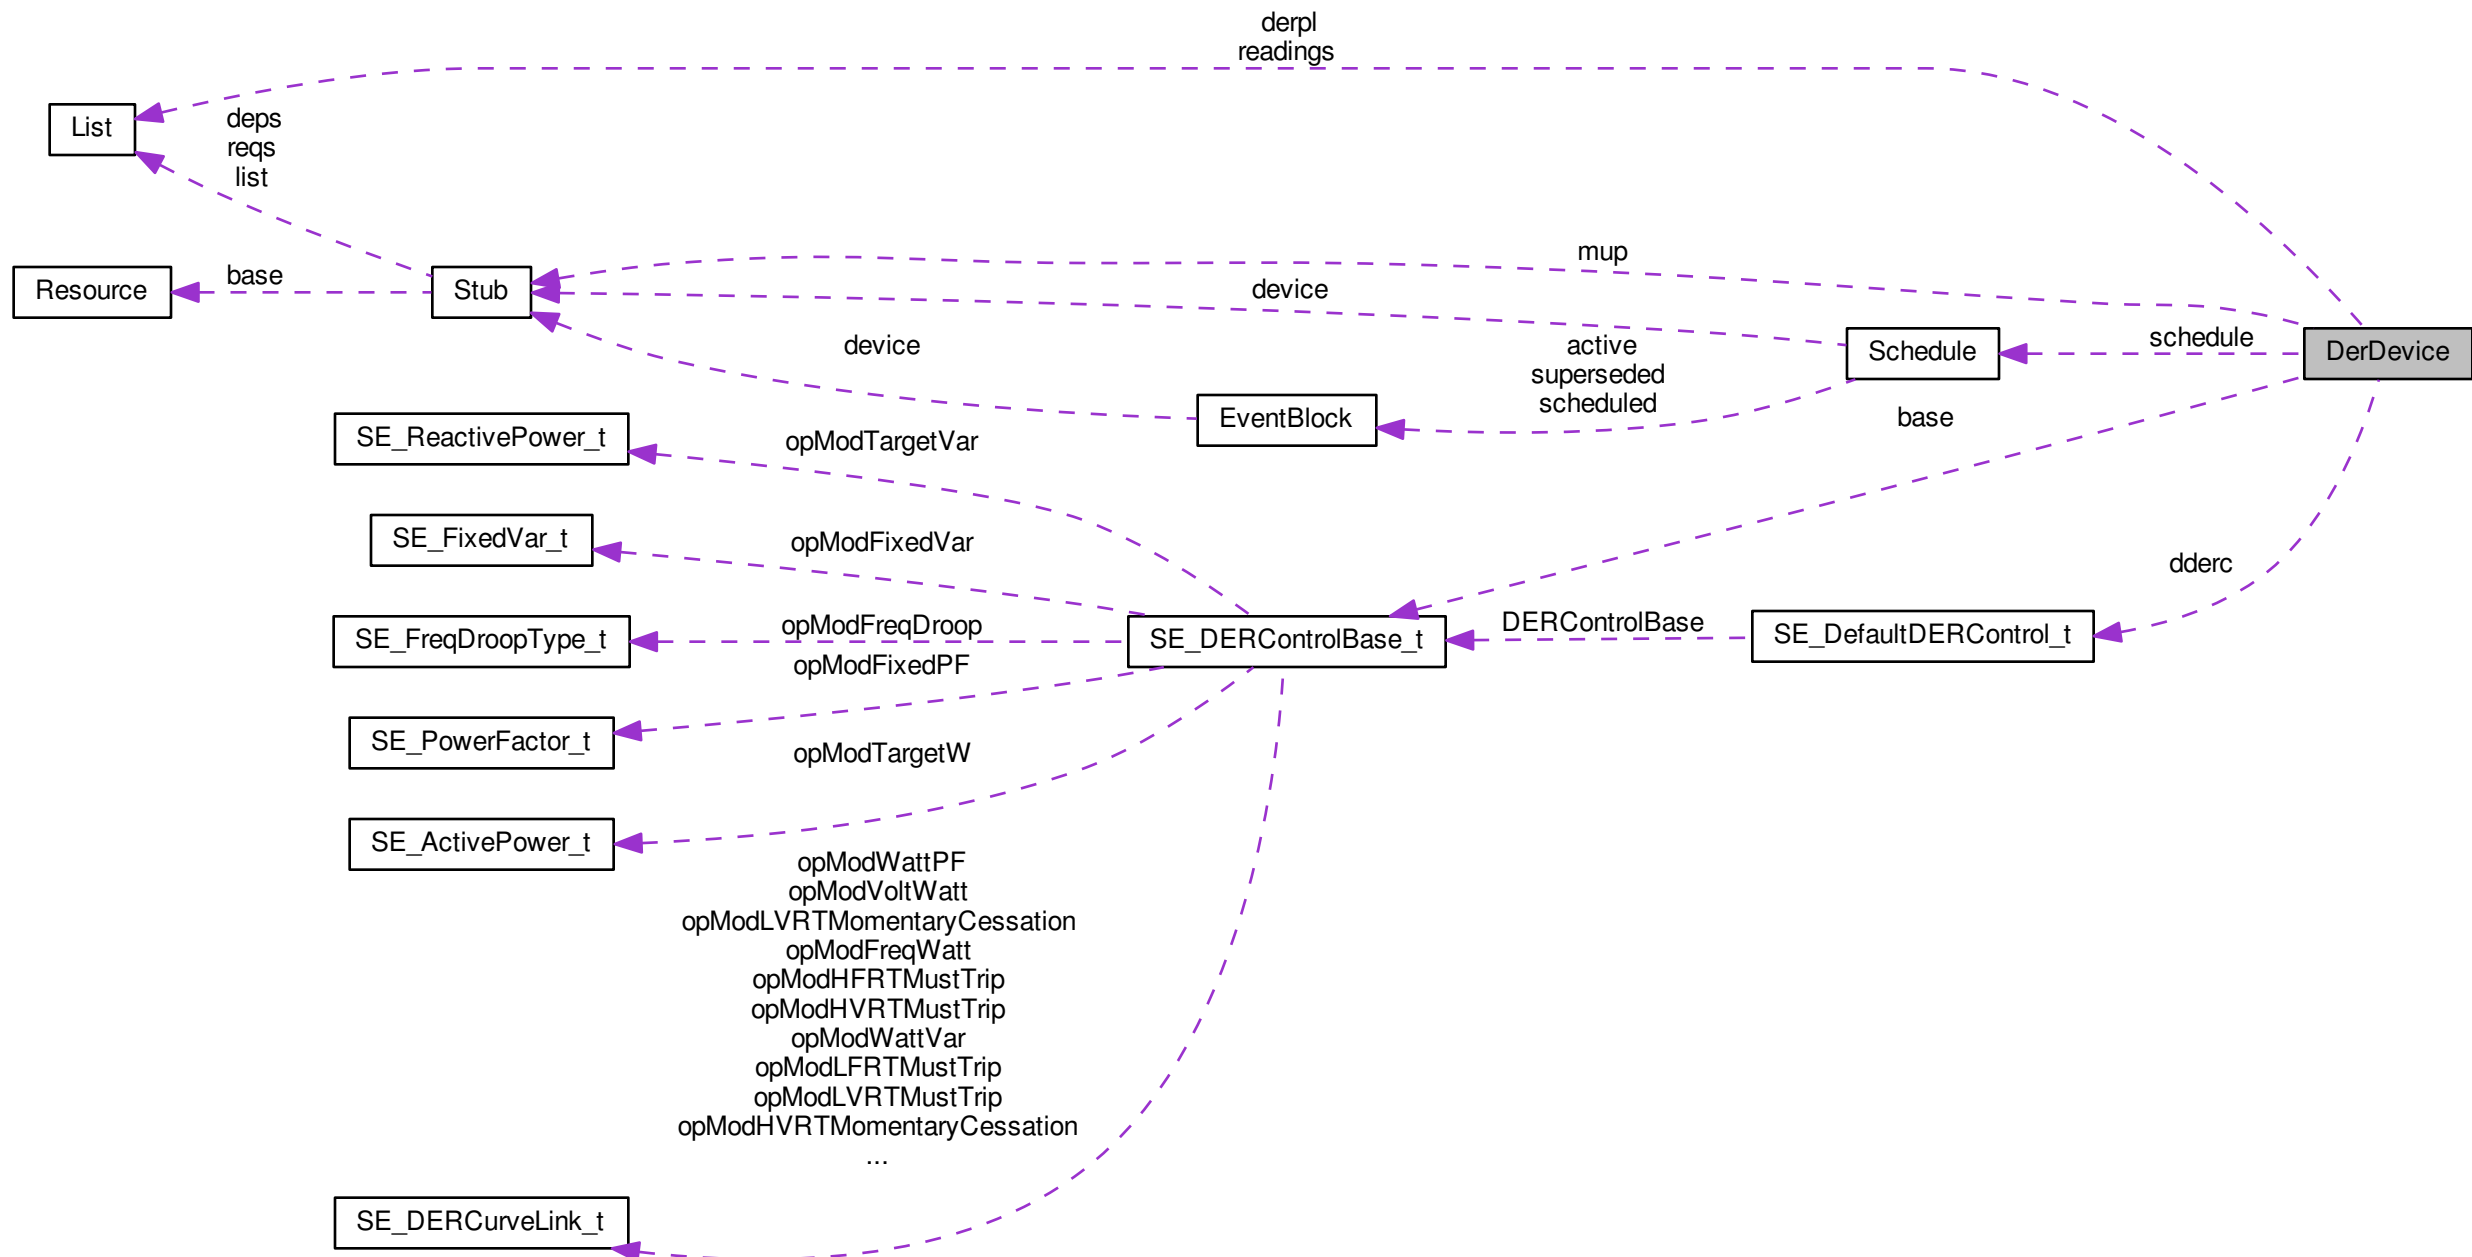 derpl
readings
List
deps
reqs
list
mup
Resource
base
Stub
device
schedule
Schedule
DerDevice
device
active
superseded
scheduled
EventBlock
base
SE_ReactivePower_t
opModTargetVar
SE_FixedVar_t
opModFixedVar
dderc
SE_FreqDroopType_t
opModFreqDroop
SE_DERControlBase_t
DERControlBase
SE_DefaultDERControl_t
opModFixedPF
SE_PowerFactor_t
opModTargetW
SE_ActivePower_t
opModWattPF
opModVoltWatt
opModLVRTMomentaryCessation
opModFreqWatt
opModHFRTMustTrip
opModHVRTMustTrip
opModWattVar
opModLFRTMustTrip
opModLVRTMustTrip
opModHVRTMomentaryCessation
...
SE_DERCurveLink_t